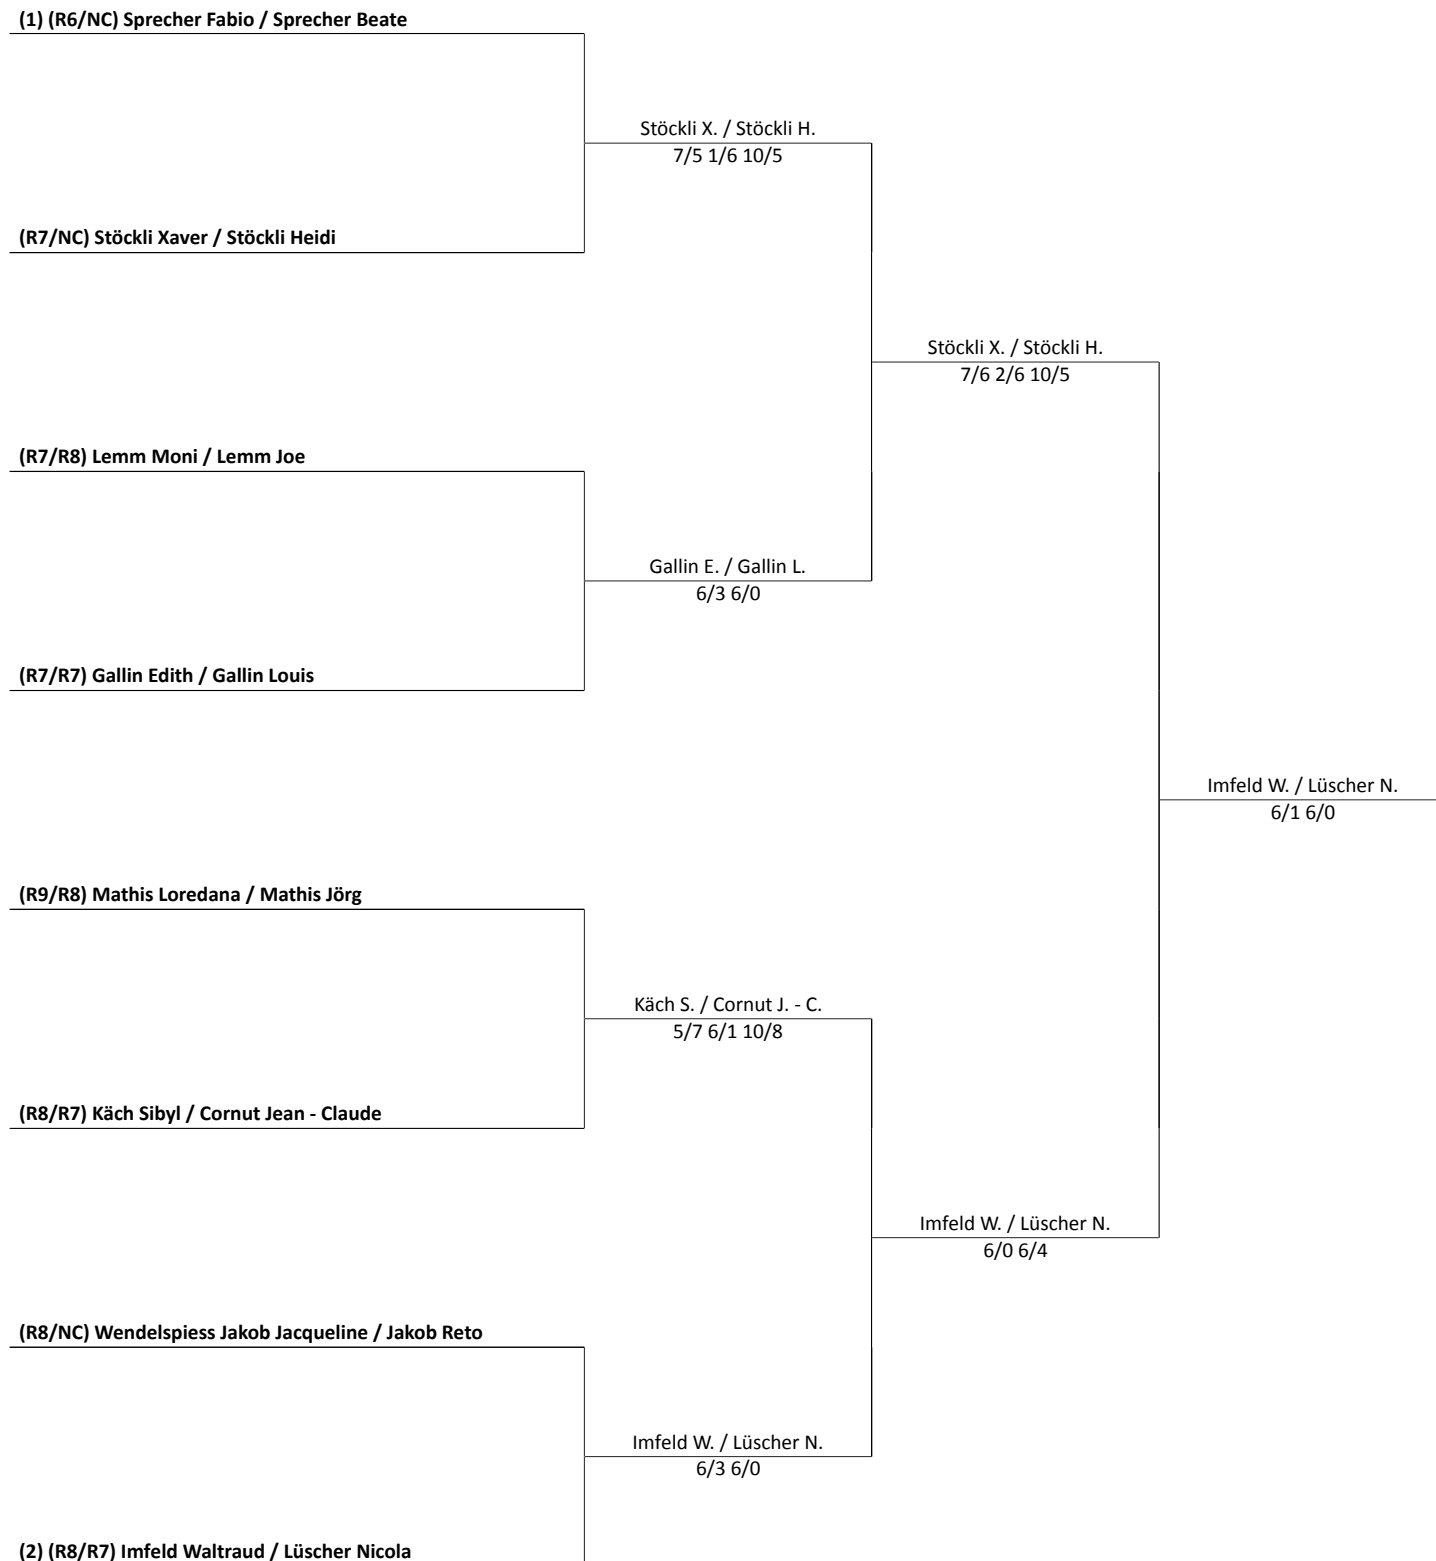 (1) (R6/NC) Sprecher Fabio / Sprecher Beate
Stöckli X. / Stöckli H.
7/5 1/6 10/5
(R7/NC) Stöckli Xaver / Stöckli Heidi
Stöckli X. / Stöckli H.
7/6 2/6 10/5
(R7/R8) Lemm Moni / Lemm Joe
Gallin E. / Gallin L.
6/3 6/0
(R7/R7) Gallin Edith / Gallin Louis
Imfeld W. / Lüscher N.
6/1 6/0
(R9/R8) Mathis Loredana / Mathis Jörg
Käch S. / Cornut J. - C.
5/7 6/1 10/8
(R8/R7) Käch Sibyl / Cornut Jean - Claude
Imfeld W. / Lüscher N.
6/0 6/4
(R8/NC) Wendelspiess Jakob Jacqueline / Jakob Reto
Imfeld W. / Lüscher N.
6/3 6/0
(2) (R8/R7) Imfeld Waltraud / Lüscher Nicola